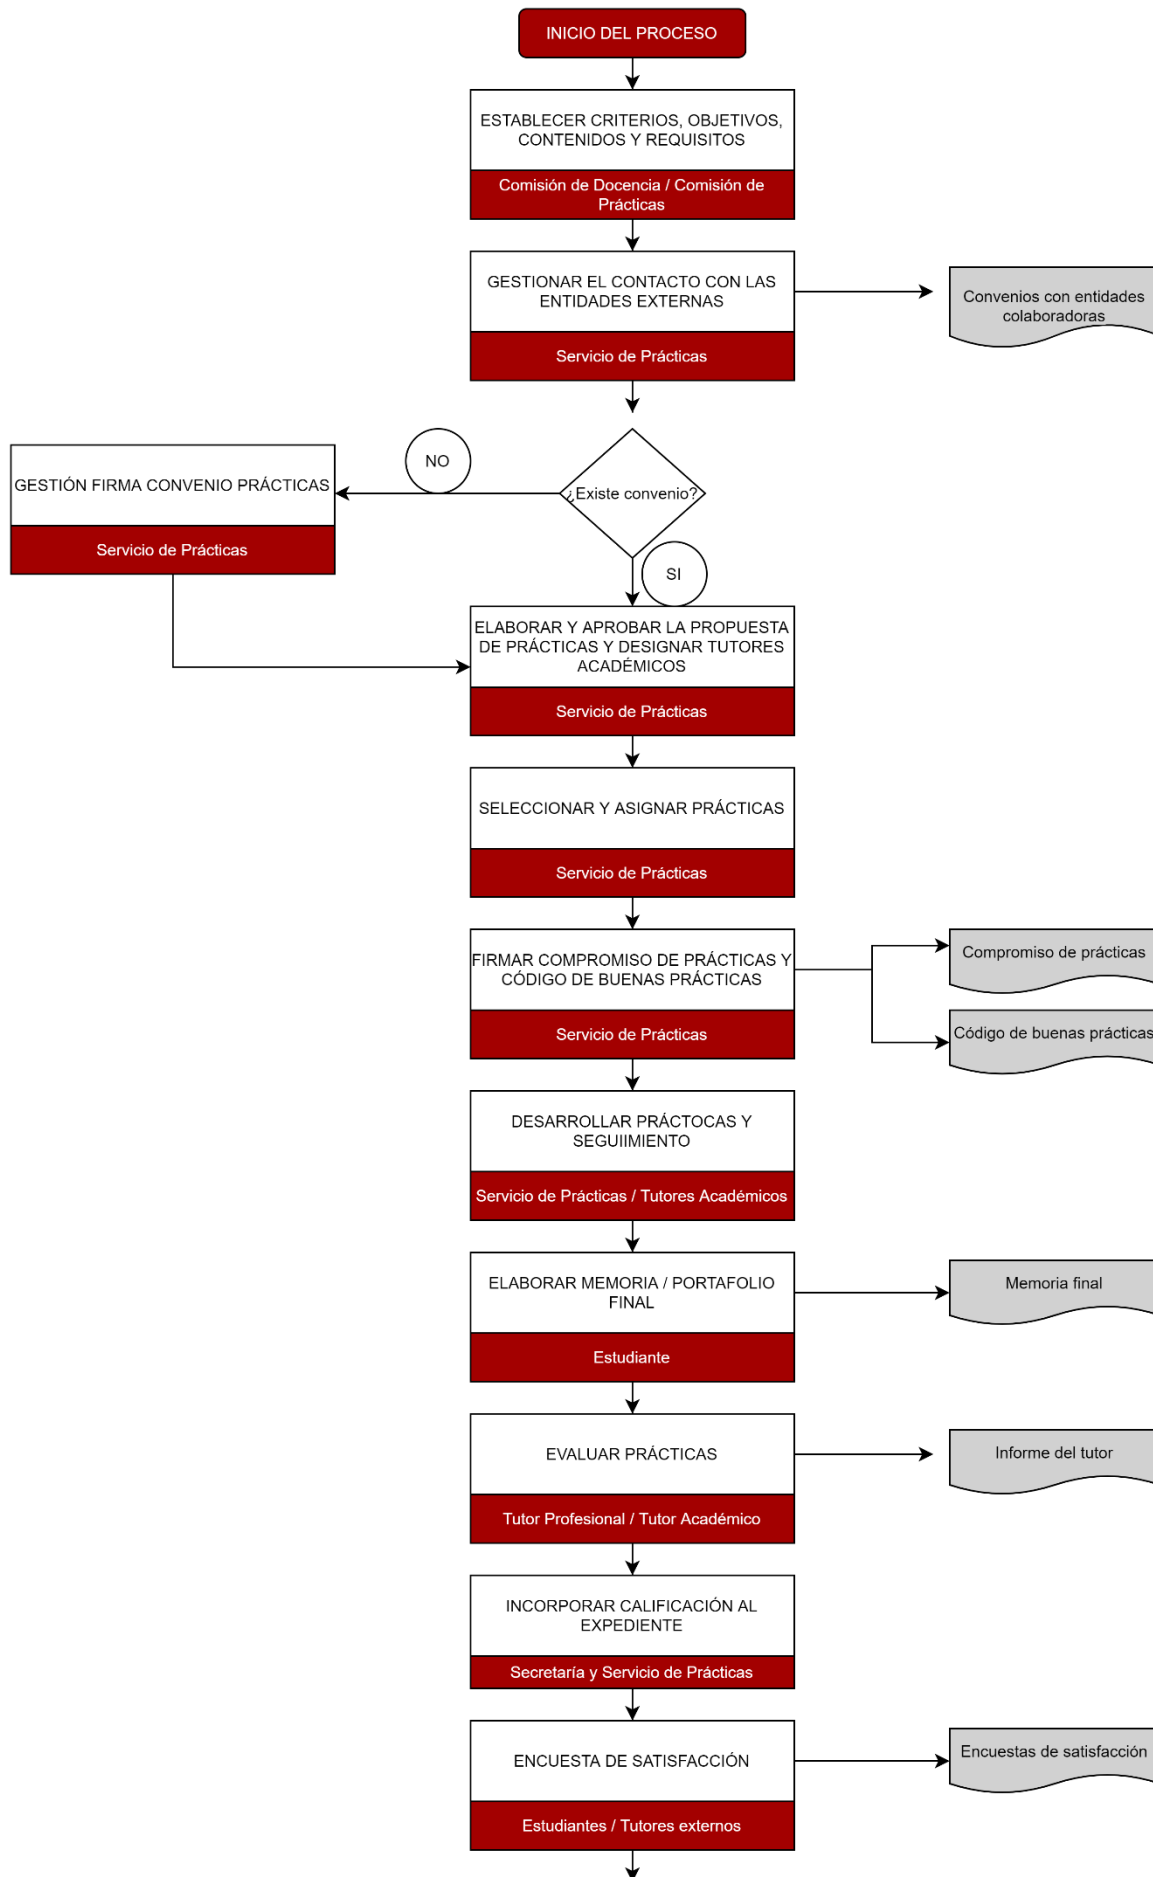 INICIO DEL PROCESO
ESTABLECER CRITERIOS, OBJETIVOS,
CONTENIDOS Y REQUISITOS
Comisión de Docencia / Comisión de
Prácticas
GESTIONAR EL CONTACTO CON LAS
ENTIDADES EXTERNAS
Servicio de Prácticas
Convenios con entidades
colaboradoras
¿Existe convenio?
NO
GESTIÓN FIRMA CONVENIO PRÁCTICAS
Servicio de Prácticas
SI
ELABORAR Y APROBAR LA PROPUESTA
DE PRÁCTICAS Y DESIGNAR TUTORES
ACADÉMICOS
Servicio de Prácticas
SELECCIONAR Y ASIGNAR PRÁCTICAS
Servicio de Prácticas
FIRMAR COMPROMISO DE PRÁCTICAS Y
CÓDIGO DE BUENAS PRÁCTICAS
Servicio de Prácticas
Compromiso de prácticas
Código de buenas prácticas
DESARROLLAR PRÁCTOCAS Y
SEGUIIMIENTO
Servicio de Prácticas / Tutores Académicos
ELABORAR MEMORIA / PORTAFOLIO
FINAL
Estudiante
Memoria final
EVALUAR PRÁCTICAS
Tutor Profesional / Tutor Académico
Informe del tutor
INCORPORAR CALIFICACIÓN AL
EXPEDIENTE
Secretaría y Servicio de Prácticas
ENCUESTA DE SATISFACCIÓN
Estudiantes / Tutores externos
Encuestas de satisfacción